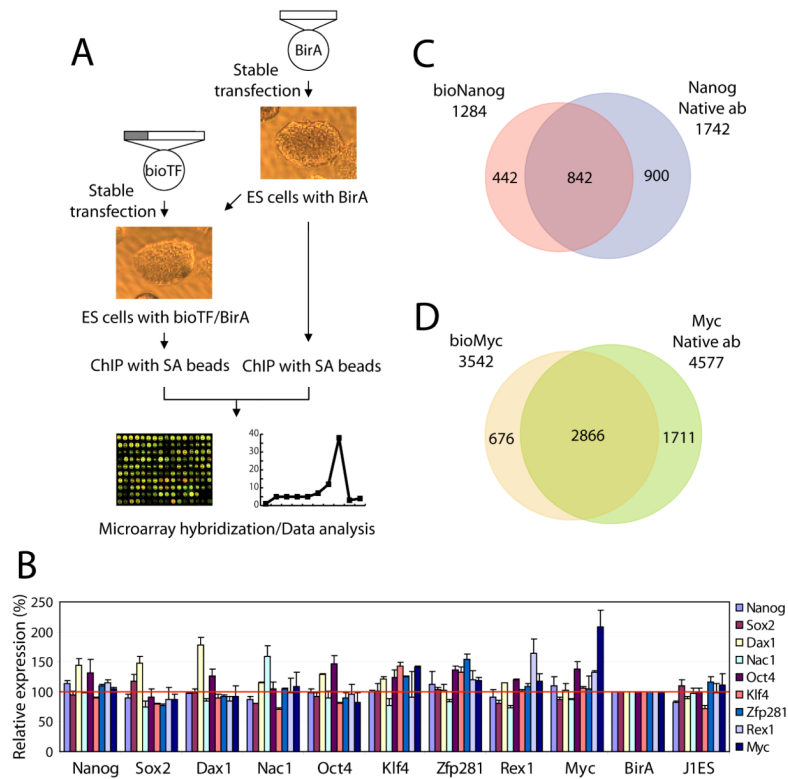 A
BirA
Stable
transfection
bioTF
Stable
transfection
ES cells with BirA
ES cells with bioTF/BirA
ChIP with SA beads
ChIP with SA beads
40
30
20
10
0
Microarray hybridization/Data analysis
C
bioNanog
1284
Nanog
Native ab
1742
442
842
900
D
bioMyc
3542
Myc
Native ab
4577
676
2866
1711
B
Relative expression (%)
250
200
150
100
50
0
Nanog Sox2 Dax1 Nac1 Oct4 Klf4 Zfp281 Rex1 Myc BirA J1ES
Nanog
Sox2
Dax1
Nac1
Oct4
Klf4
Zfp281
Rex1
Myc